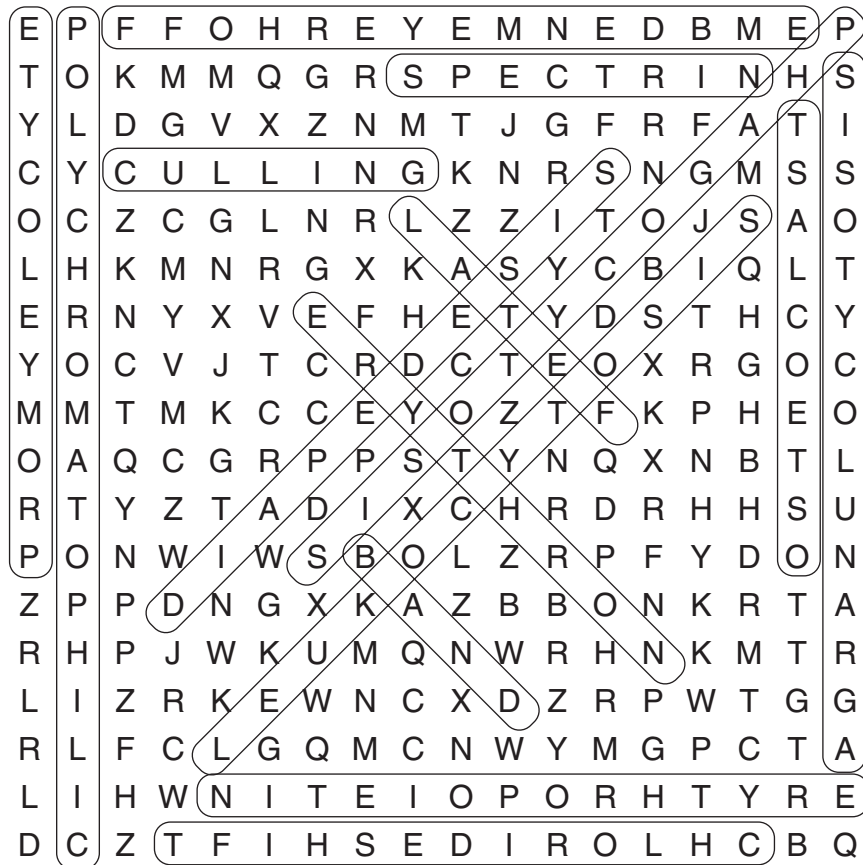 E P F F O H R E Y E M N E D B M E P
T O K M M Q G R S P E C T R I N H S
Y L D G V X Z N M T J G F R F A T I
C Y C U L L I N G K N R S N G M S S
O C Z C G L N R L Z Z I T O J S A O
L H K M N R G X K A S Y C B I Q L T
E R N Y X V E F H E T Y D S T H C Y
Y O C V J T C R D C T E O X R G O C
M M T M K C C E Y O Z T F K P H E O
O A Q C G R P P S T Y N Q X N B T L
R T Y Z T A D I X C H R D R H H S U
P O N W I W S B O L Z R P F Y D O N
Z P P D N G X K A Z B B O N K R T A
R H P J W K U M Q N W R H N K M T R
L I Z R K E W N C X D Z R P W T G G
R L F C L G Q M C N W Y M G P C T A
L I H W N I T E I O P O R H T Y R E
D C Z T F I H S E D I R O L H C B Q